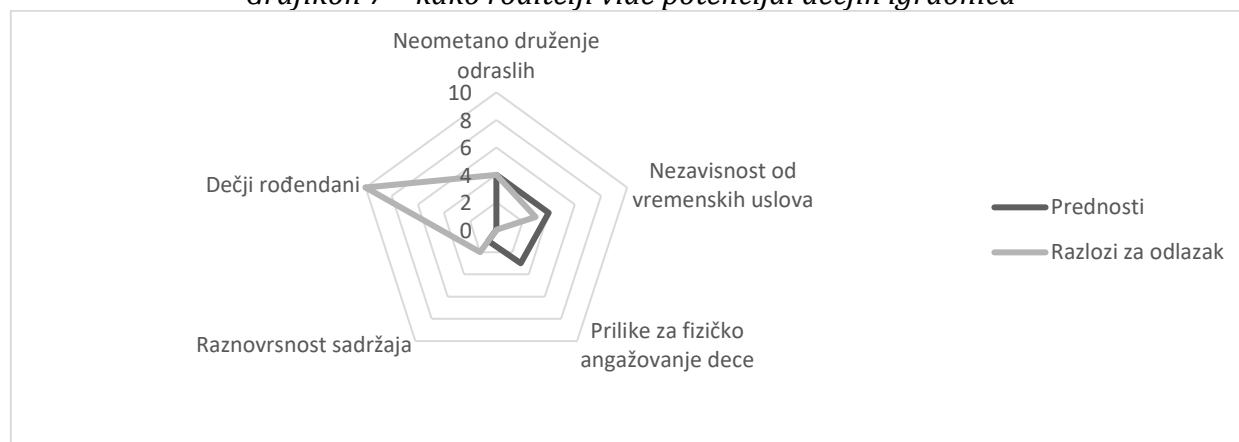 Neometano druženje
odraslih
10
8
6
4
2
0
Nezavisnost od
vremenskih uslova
Prilike za fizičko
angažovanje dece
Raznovrsnost sadržaja
Dečji rođendani
Prednosti
Razlozi za odlazak